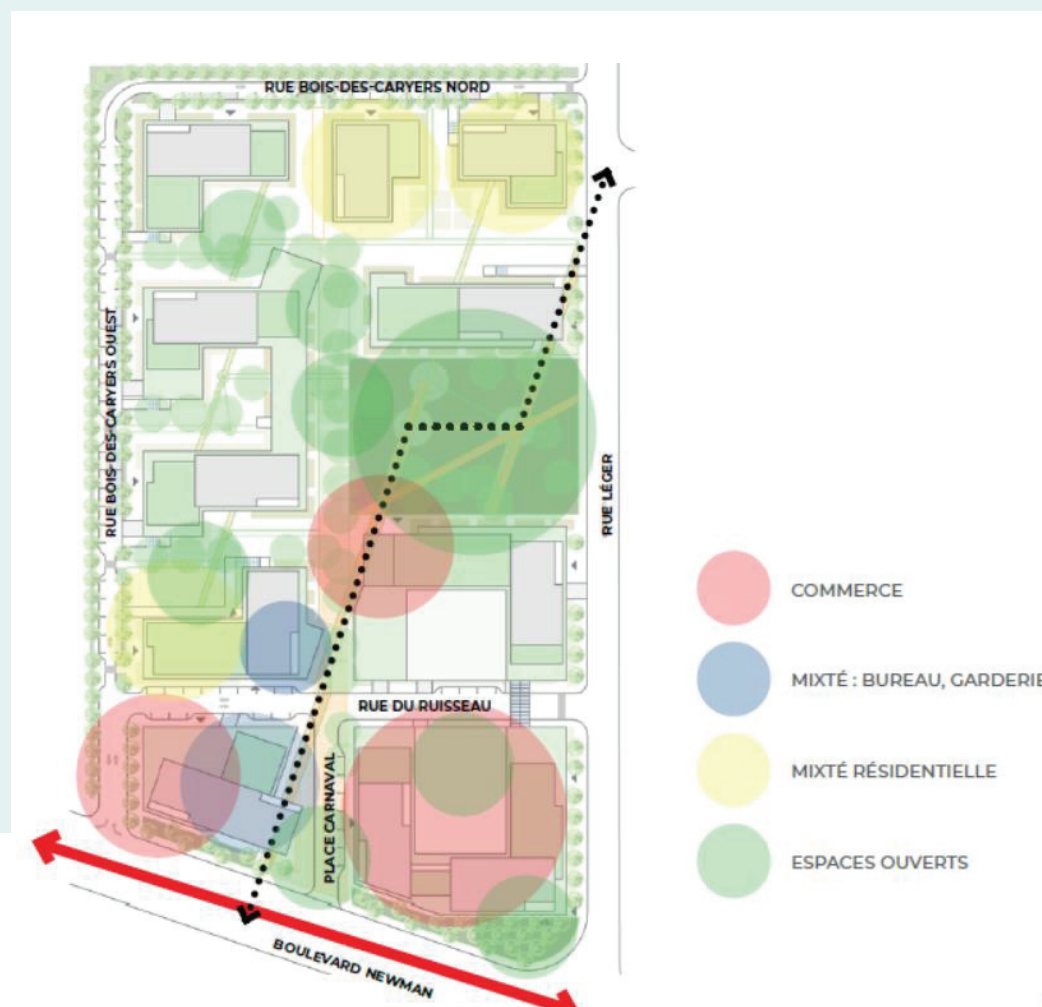 RUE BOIS-DES-CARYERS NORD
RUE BOIS-DES-CARYERS OUEST
RUE LÉGER
RUE DU RUISSEAU
PLACE CARNAVAL
BOULEVARD NEWMAN
COMMERCE
MIXTÉ : BUREAU, GARDERIE
MIXTÉ RÉSIDENTIELLE
ESPACES OUVERTS